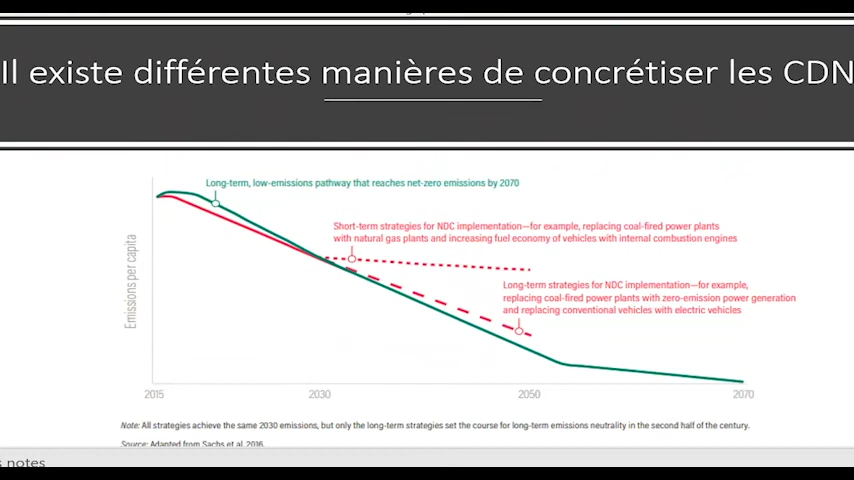 Il existe différentes manières de concrétiser les CDN
Long-term, low-emissions pathway that reaches net-zero emissions by 2070
Short-term strategies for NDC implementation—for example, replacing coal-fired power plants
with natural gas plants and increasing fuel economy of vehicles with internal combustion engines
Long-term strategies for NDC implementation—for example,
replacing coal-fired power plants with zero-emission power generation
and replacing conventional vehicles with electric vehicles
Emissions per capita
2015 2030 2050 2070
Note: All strategies achieve the same 2030 emissions, but only the long-term strategies set the course for long-term emissions neutrality in the second half of the century.
Source: Adapted from Sachs et al. 2016.
s notes